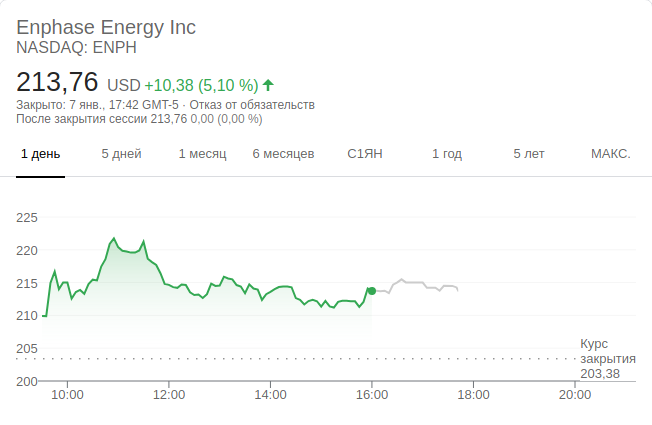 Enphase Energy Inc
NASDAQ: ENPH
213,76 USD +10,38 (5,10 %)
Закрыто: 7 янв., 17:42 GMT-5 · Отказ от обязательств
После закрытия сессии 213,76 0,00 (0,00 %)
1 день 5 дней 1 месяц 6 месяцев С1ЯН 1 год 5 лет МАКС.
225
220
215
210
205
200
Курс
закрытия
203,38
10:00 12:00 14:00 16:00 18:00 20:00